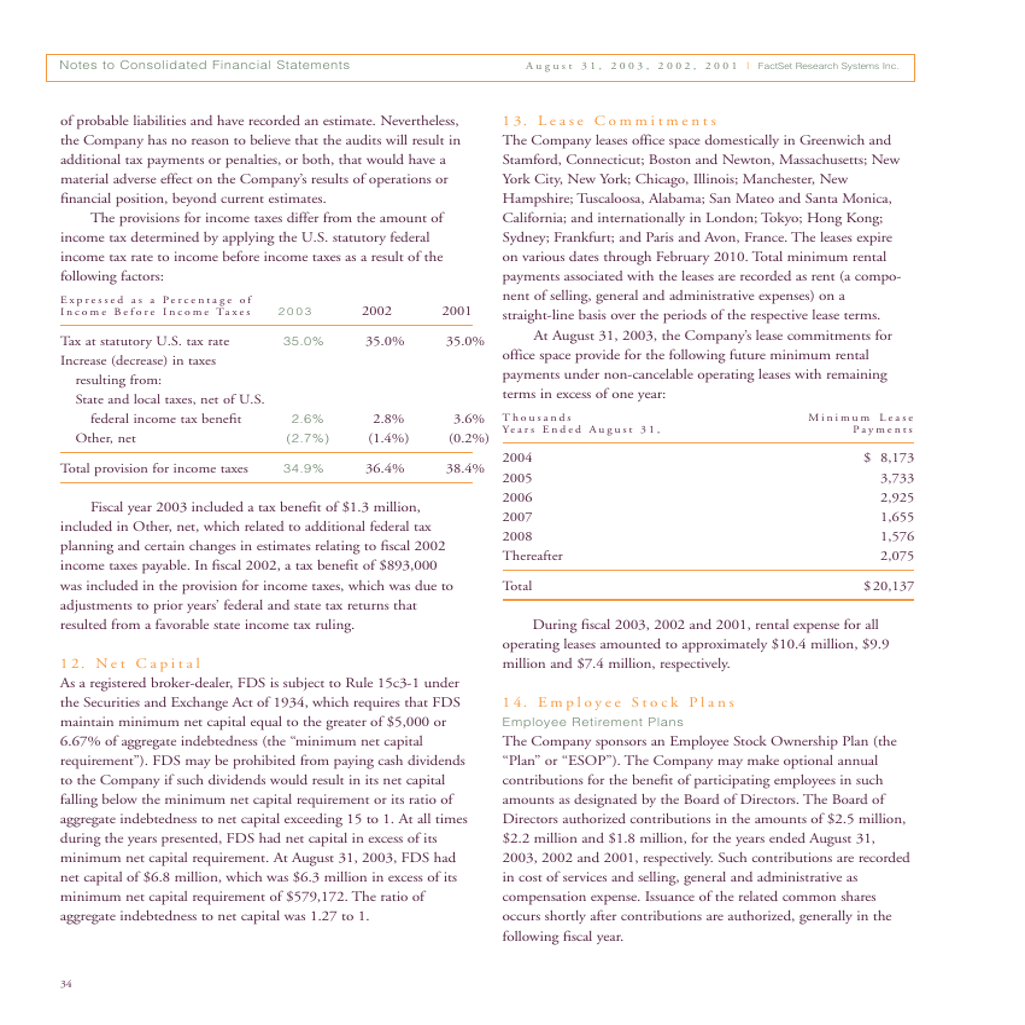 Notes to Consolidated Financial Statements
August 31, 2003, 2002, 2001 | FactSet Research Systems Inc.
of probable liabilities and have recorded an estimate. Nevertheless,
the Company has no reason to believe that the audits will result in
additional tax payments or penalties, or both, that would have a
material adverse effect on the Company's results of operations or
financial position, beyond current estimates.
The provisions for income taxes differ from the amount of
income tax determined by applying the U.S. statutory federal
income tax rate to income before income taxes as a result of the
following factors:
Expressed as a Percentage of
Income Before Income Taxes 2003 2002 2001
Tax at statutory U.S. tax rate 35.0% 35.0% 35.0%
Increase (decrease) in taxes
resulting from:
State and local taxes, net of U.S.
federal income tax benefit 2.6% 2.8% 3.6%
Other, net (2.7%) (1.4%) (0.2%)
Total provision for income taxes 34.9% 36.4% 38.4%
Fiscal year 2003 included a tax benefit of $1.3 million,
included in Other, net, which related to additional federal tax
planning and certain changes in estimates relating to fiscal 2002
income taxes payable. In fiscal 2002, a tax benefit of $893,000
was included in the provision for income taxes, which was due to
adjustments to prior years' federal and state tax returns that
resulted from a favorable state income tax ruling.
12. Net Capital
As a registered broker-dealer, FDS is subject to Rule 15c3-1 under
the Securities and Exchange Act of 1934, which requires that FDS
maintain minimum net capital equal to the greater of $5,000 or
6.67% of aggregate indebtedness (the "minimum net capital
requirement"). FDS may be prohibited from paying cash dividends
to the Company if such dividends would result in its net capital
falling below the minimum net capital requirement or its ratio of
aggregate indebtedness to net capital exceeding 15 to 1. At all times
during the years presented, FDS had net capital in excess of its
minimum net capital requirement. At August 31, 2003, FDS had
net capital of $6.8 million, which was $6.3 million in excess of its
minimum net capital requirement of $579,172. The ratio of
aggregate indebtedness to net capital was 1.27 to 1.
13. Lease Commitments
The Company leases office space domestically in Greenwich and
Stamford, Connecticut; Boston and Newton, Massachusetts; New
York City, New York; Chicago, Illinois; Manchester, New
Hampshire; Tuscaloosa, Alabama; San Mateo and Santa Monica,
California; and internationally in London; Tokyo; Hong Kong;
Sydney; Frankfurt; and Paris and Avon, France. The leases expire
on various dates through February 2010. Total minimum rental
payments associated with the leases are recorded as rent (a compo-
nent of selling, general and administrative expenses) on a
straight-line basis over the periods of the respective lease terms.
At August 31, 2003, the Company's lease commitments for
office space provide for the following future minimum rental
payments under non-cancelable operating leases with remaining
terms in excess of one year:
Thousands Minimum Lease
Years Ended August 31, Payments
2004 $ 8,173
2005 3,733
2006 2,925
2007 1,655
2008 1,576
Thereafter 2,075
Total $20,137
During fiscal 2003, 2002 and 2001, rental expense for all
operating leases amounted to approximately $10.4 million, $9.9
million and $7.4 million, respectively.
14. Employee Stock Plans
Employee Retirement Plans
The Company sponsors an Employee Stock Ownership Plan (the
"Plan" or "ESOP"). The Company may make optional annual
contributions for the benefit of participating employees in such
amounts as designated by the Board of Directors. The Board of
Directors authorized contributions in the amounts of $2.5 million,
$2.2 million and $1.8 million, for the years ended August 31,
2003, 2002 and 2001, respectively. Such contributions are recorded
in cost of services and selling, general and administrative as
compensation expense. Issuance of the related common shares
occurs shortly after contributions are authorized, generally in the
following fiscal year.
34